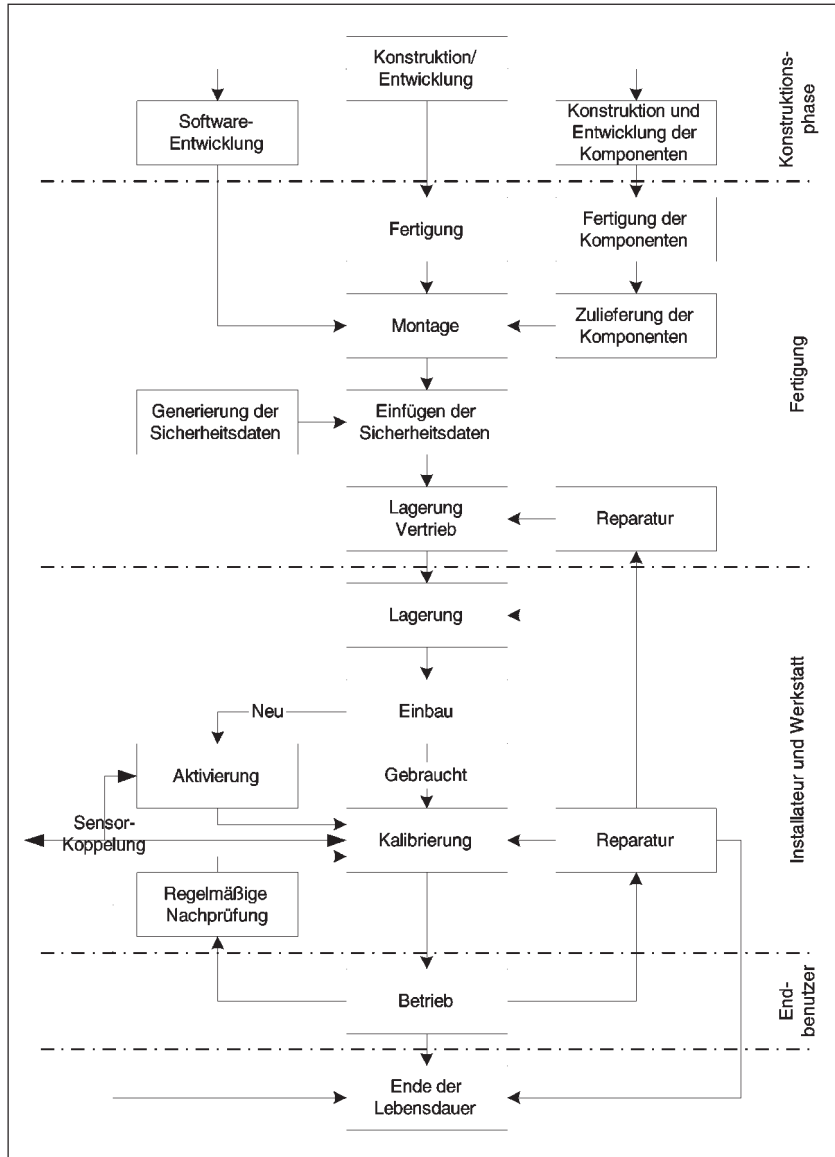 Konstruktion/
Entwicklung
Software-
Entwicklung
Konstruktion und
Entwicklung der
Komponenten
Konstruktions-
phase
Fertigung
Fertigung der
Komponenten
Montage
Zulieferung der
Komponenten
Generierung der
Sicherheitsdaten
Einfügen der
Sicherheitsdaten
Fertigung
Lagerung
Vertrieb
Reparatur
Lagerung
Neu
Einbau
Aktivierung
Gebraucht
Sensor-
Koppelung
Kalibrierung
Reparatur
Installateur und Werkstatt
Regelmäßige
Nachprüfung
Betrieb
End-
benutzer
Ende der
Lebensdauer